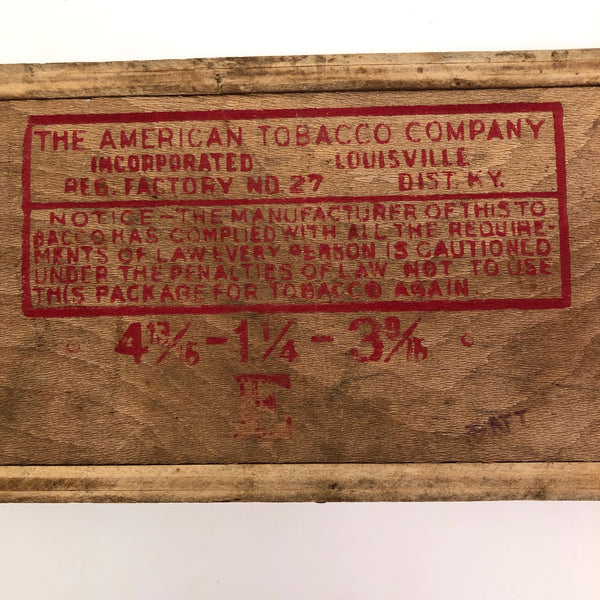 THE AMERICAN TOBACCO COMPANY
INCORPORATED LOUISVILLE
REG. FACTORY NO. 27 DIST. KY.
NOTICE-THE MANUFACTURER OF THIS TO
BACCO HAS COMPLIED WITH ALL THE REQUIRE-
MENTS OF LAW EVERY PERSON IS CAUTIONED
UNDER THE PENALTIES OF LAW NOT TO USE
THIS PACKAGE FOR TOBACCO AGAIN
4 13/16 - 1 1/4 - 3 9/16
E